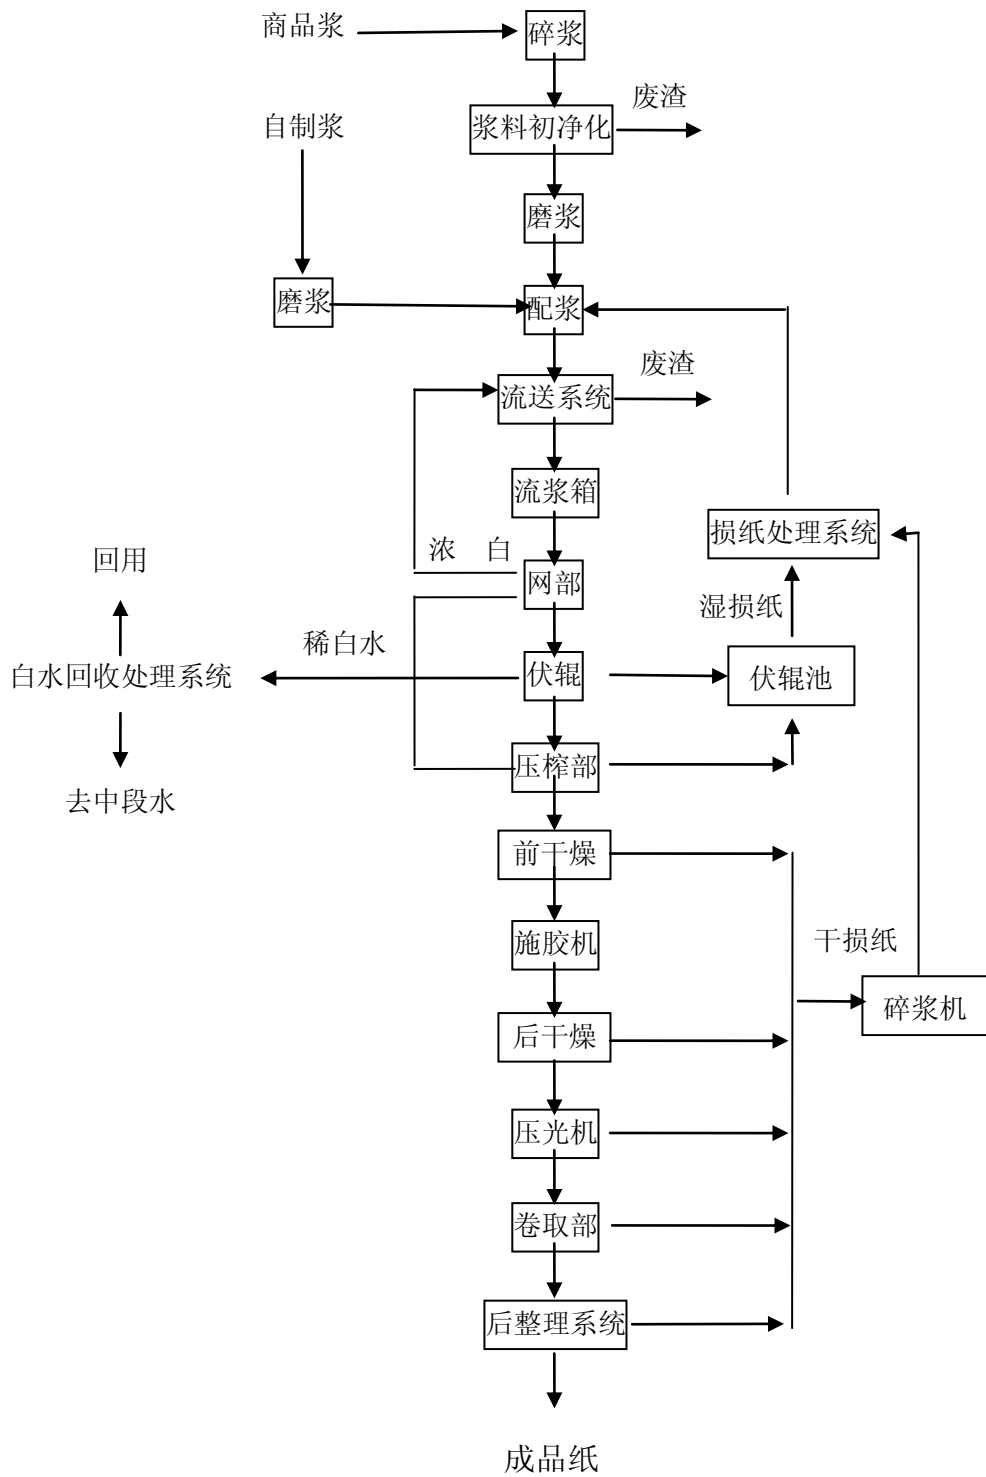 商品浆
碎浆
废渣
浆料初净化
自制浆
磨浆
磨浆
配浆
废渣
流送系统
流浆箱
损纸处理系统
浓 白
回用
网部
湿损纸
稀白水
白水回收处理系统
伏辊
伏辊池
压榨部
去中段水
前干燥
施胶机
干损纸
碎浆机
后干燥
压光机
卷取部
后整理系统
成品纸